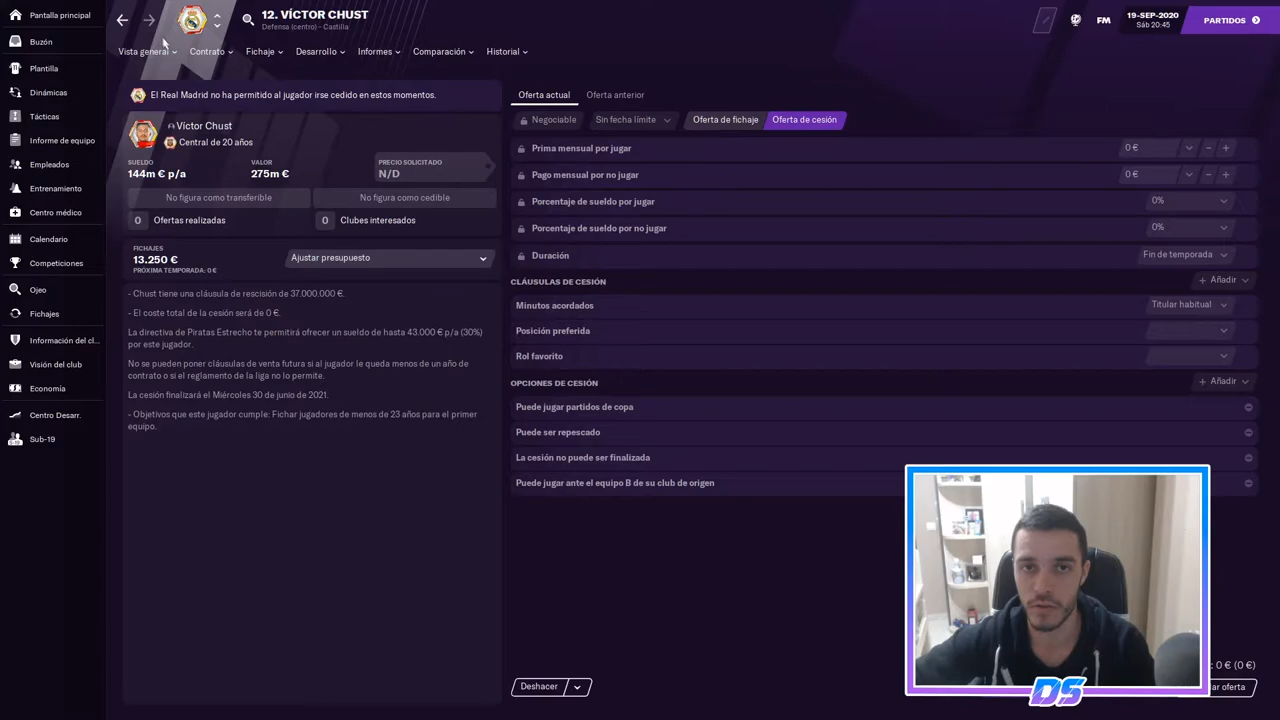 Pantalla principal
Buzón
Plantilla
Dinámicas
Tácticas
Informe de equipo
Empleados
Entrenamiento
Centro médico
Calendario
Competiciones
Ojeo
Fichajes
Información del cl...
Visión del club
Economía
Centro Desarr.
Sub-19
12. VÍCTOR CHUST
Defensa (centro) - Castilla
FM
19-SEP-2020
Sáb 20:45
PARTIDOS
Vista general
Contrato
Fichaje
Desarrollo
Informes
Comparación
Historial
El Real Madrid no ha permitido al jugador irse cedido en estos momentos.
Víctor Chust
Central de 20 años
SUELDO
144m € p/a
VALOR
275m €
PRECIO SOLICITADO
N/D
No figura como transferible
No figura como cedible
0 Ofertas realizadas
0 Clubes interesados
FICHAJES
13.250 €
PRÓXIMA TEMPORADA: 0 €
Ajustar presupuesto
- Chust tiene una cláusula de rescisión de 37.000.000 €.
- El coste total de la cesión será de 0 €.
La directiva de Piratas Estrecho te permitirá ofrecer un sueldo de hasta 43.000 € p/a (30%)
por este jugador.
No se pueden poner cláusulas de venta futura si al jugador le queda menos de un año de
contrato o si el reglamento de la liga no lo permite.
La cesión finalizará el Miércoles 30 de junio de 2021.
- Objetivos que este jugador cumple: Fichar jugadores de menos de 23 años para el primer
equipo.
Oferta actual
Oferta anterior
Negociable
Sin fecha límite
Oferta de fichaje
Oferta de cesión
Prima mensual por jugar 0 € − +
Pago mensual por no jugar 0 € − +
Porcentaje de sueldo por jugar 0%
Porcentaje de sueldo por no jugar 0%
Duración Fin de temporada
CLÁUSULAS DE CESIÓN + Añadir
Minutos acordados Titular habitual
Posición preferida
Rol favorito
OPCIONES DE CESIÓN + Añadir
Puede jugar partidos de copa
Puede ser repescado
La cesión no puede ser finalizada
Puede jugar ante el equipo B de su club de origen
Deshacer
: 0 € (0 €)
ar oferta
DS